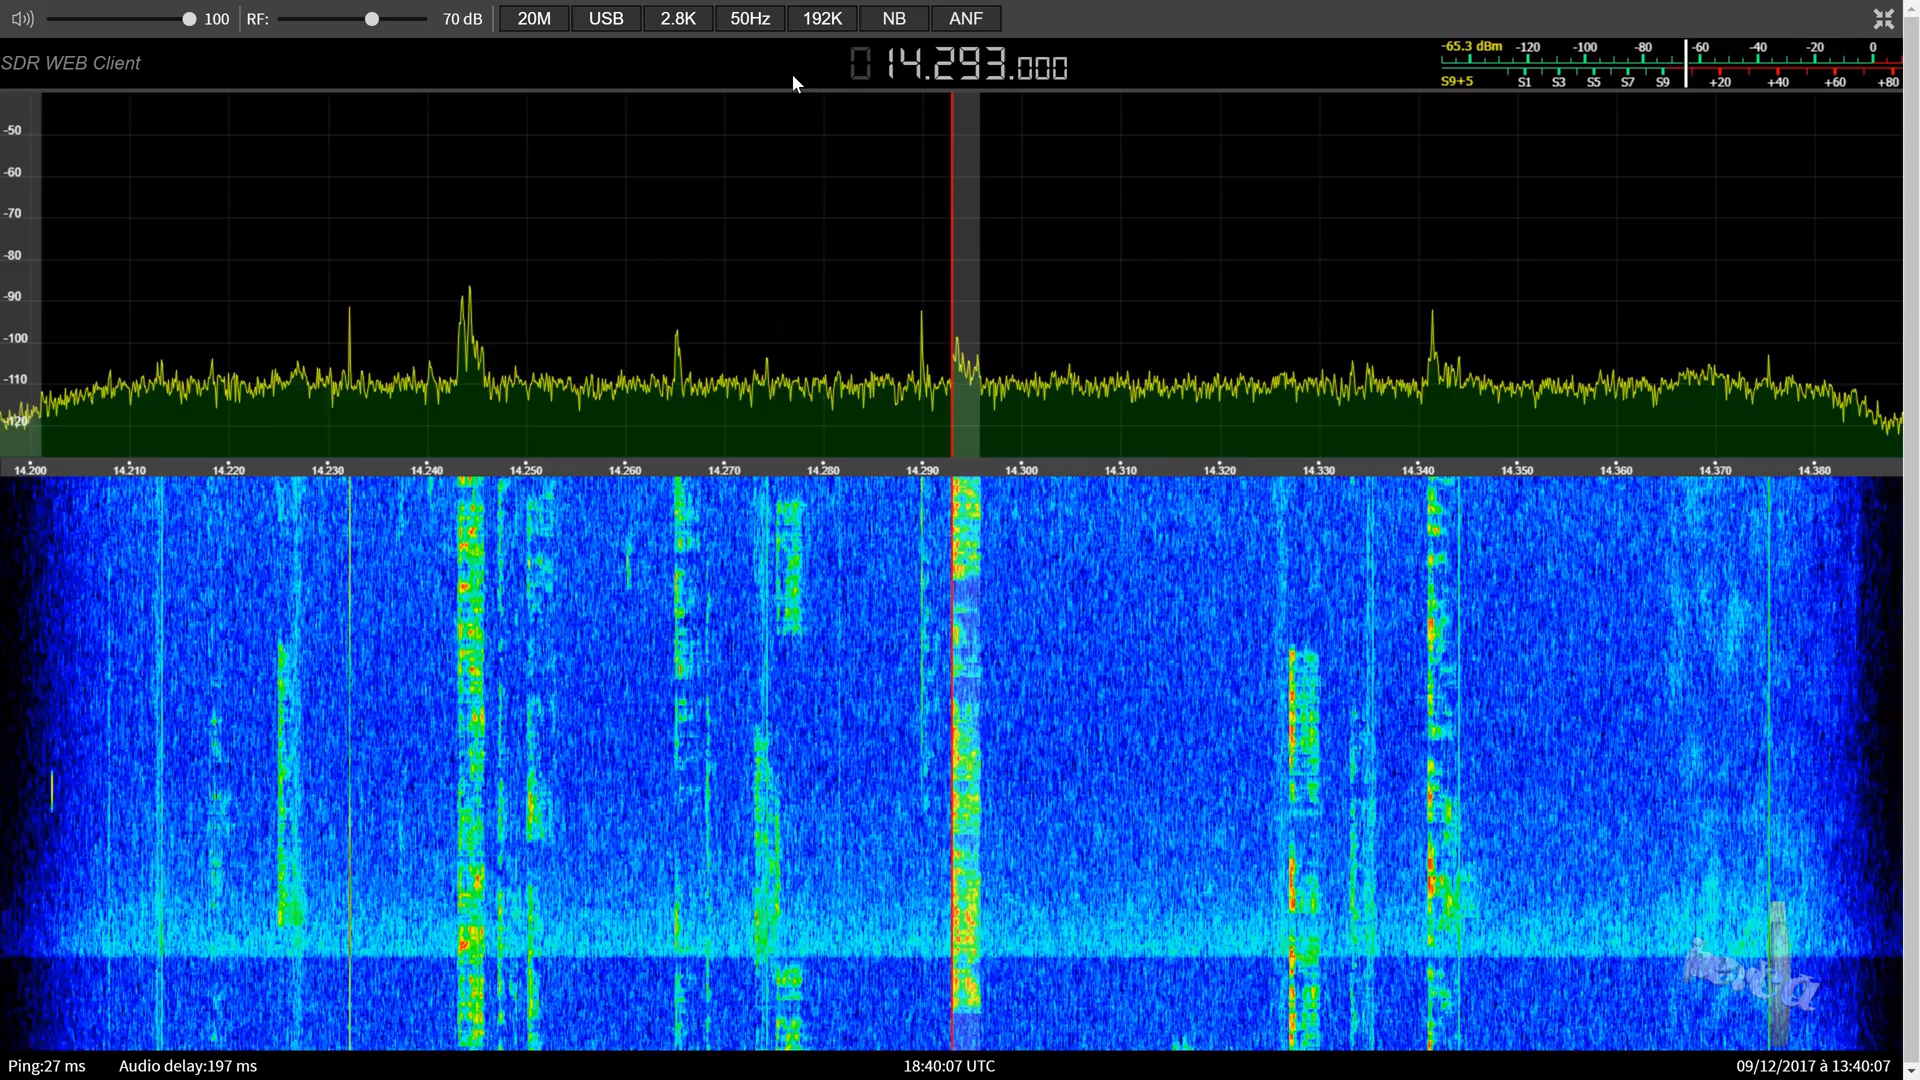 100 RF: 70 dB 20M USB 2.8K 50Hz 192K NB ANF
SDR WEB Client
014.293.000
-65.3 dBm -120 -100 -80 -60 -40 -20 0
S9+5 S1 S3 S5 S7 S9 +20 +40 +60 +80
-50
-60
-70
-80
-90
-100
-110
-120
14.200 14.210 14.220 14.230 14.240 14.250 14.260 14.270 14.280 14.290 14.300 14.310 14.320 14.330 14.340 14.350 14.360 14.370 14.380
Ping:27 ms Audio delay:197 ms 18:40:07 UTC 09/12/2017 à 13:40:07